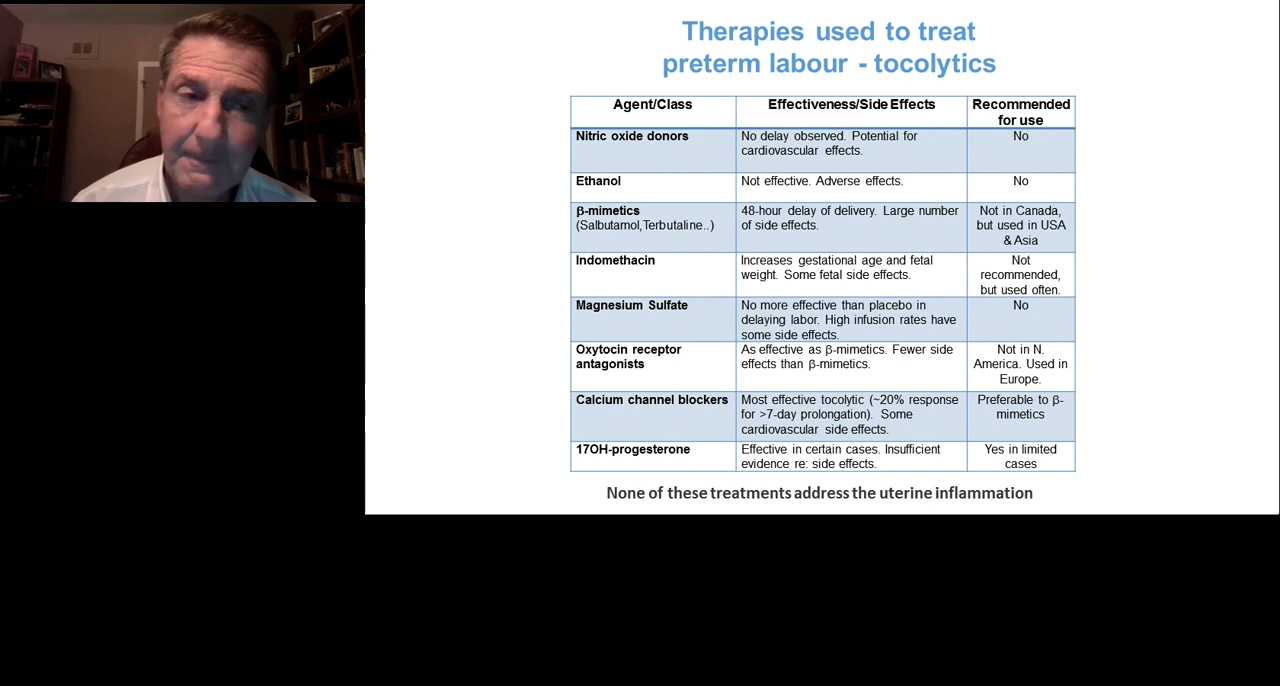 Therapies used to treat
preterm labour - tocolytics
Agent/Class
Effectiveness/Side Effects
Recommended
for use
Nitric oxide donors
No delay observed. Potential for
cardiovascular effects.
No
Ethanol
Not effective. Adverse effects.
No
β-mimetics
(Salbutamol,Terbutaline..)
48-hour delay of delivery. Large number
of side effects.
Not in Canada,
but used in USA
& Asia
Indomethacin
Increases gestational age and fetal
weight. Some fetal side effects.
Not
recommended,
but used often.
Magnesium Sulfate
No more effective than placebo in
delaying labor. High infusion rates have
some side effects.
No
Oxytocin receptor
antagonists
As effective as β-mimetics. Fewer side
effects than β-mimetics.
Not in N.
America. Used in
Europe.
Calcium channel blockers
Most effective tocolytic (~20% response
for >7-day prolongation). Some
cardiovascular side effects.
Preferable to β-
mimetics
17OH-progesterone
Effective in certain cases. Insufficient
evidence re: side effects.
Yes in limited
cases
None of these treatments address the uterine inflammation